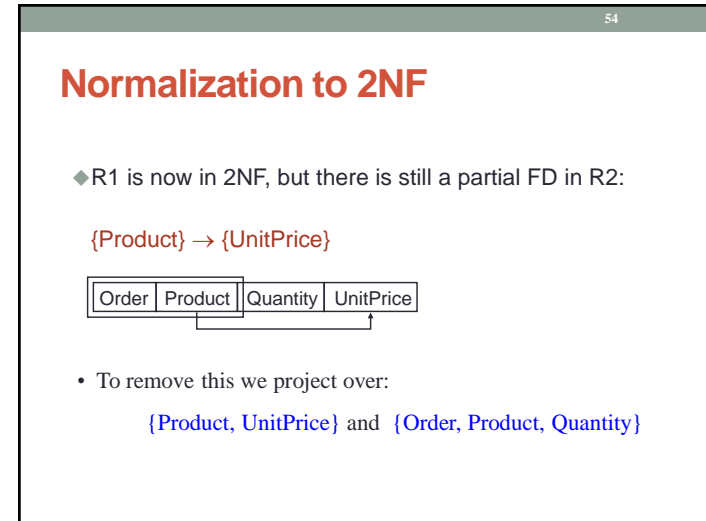 54
Normalization to 2NF
◆R1 is now in 2NF, but there is still a partial FD in R2:
{Product} → {UnitPrice}
Order Product Quantity UnitPrice
• To remove this we project over:
{Product, UnitPrice} and {Order, Product, Quantity}